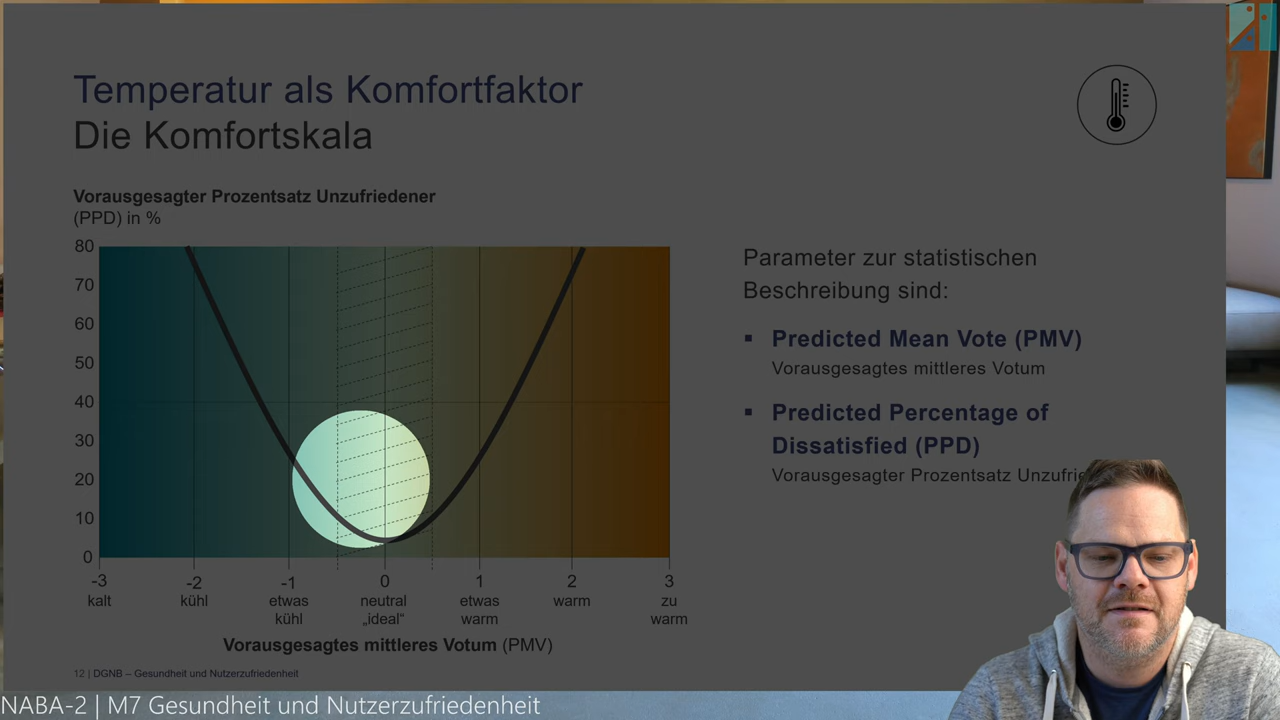 Temperatur als Komfortfaktor
Die Komfortskala
Vorausgesagter Prozentsatz Unzufriedener
(PPD) in %
80
70
60
50
40
30
20
10
0
-3
-2
-1
0
1
2
3
kalt
kühl
etwas
kühl
neutral
„ideal“
etwas
warm
warm
zu
warm
Vorausgesagtes mittleres Votum (PMV)
Parameter zur statistischen
Beschreibung sind:
▪ Predicted Mean Vote (PMV)
Vorausgesagtes mittleres Votum
▪ Predicted Percentage of
Dissatisfied (PPD)
Vorausgesagter Prozentsatz
12 | DGNB – Gesundheit und Nutzerzufriedenheit
NABA-2 | M7 Gesundheit und Nutzerzufriedenheit